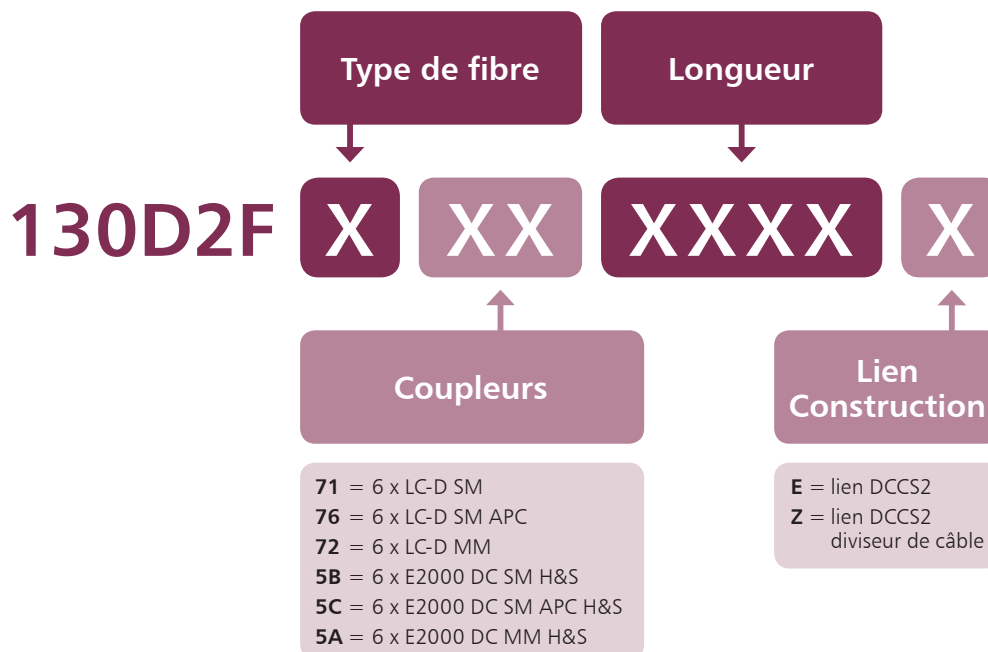 Type de fibre
Longueur
130D2F X XX XXXX X
Coupleurs
Lien
Construction
71 = 6 x LC-D SM
76 = 6 x LC-D SM APC
72 = 6 x LC-D MM
5B = 6 x E2000 DC SM H&S
5C = 6 x E2000 DC SM APC H&S
5A = 6 x E2000 DC MM H&S
E = lien DCCS2
Z = lien DCCS2
diviseur de câble